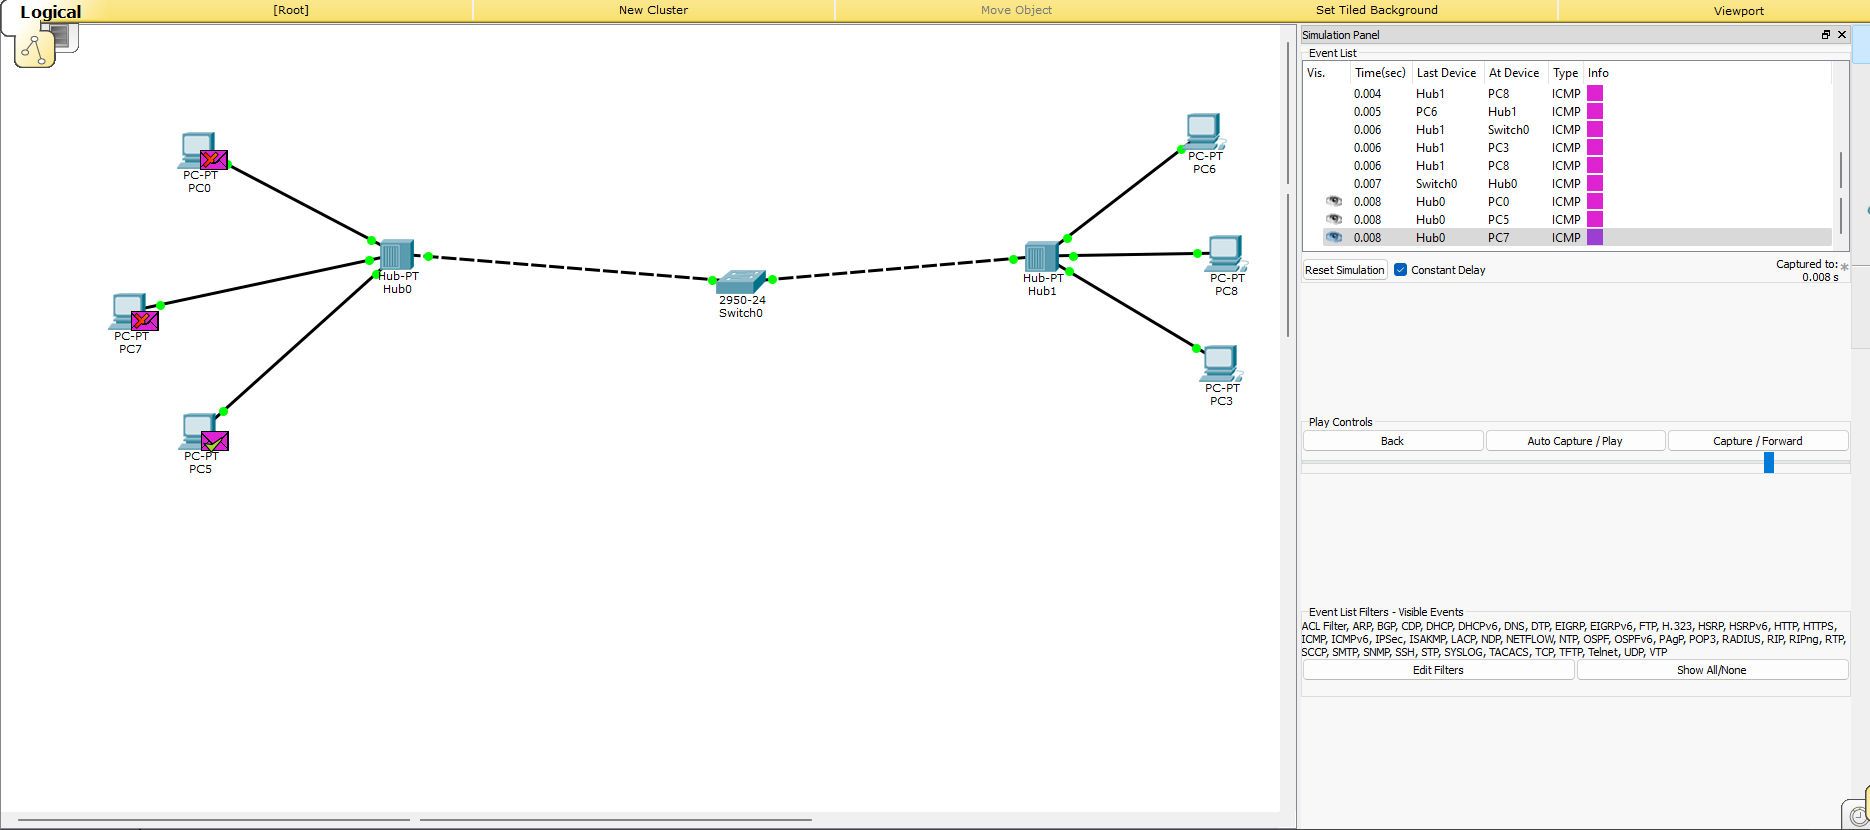 Logical [Root] New Cluster Move Object Set Tiled Background Viewport
PC-PT
PC0
PC-PT
PC7
PC-PT
PC5
Hub-PT
Hub0
2950-24
Switch0
Hub-PT
Hub1
PC-PT
PC6
PC-PT
PC8
PC-PT
PC3
Simulation Panel
Event List
Vis. Time(sec) Last Device At Device Type Info
0.004 Hub1 PC8 ICMP
0.005 PC6 Hub1 ICMP
0.006 Hub1 Switch0 ICMP
0.006 Hub1 PC3 ICMP
0.006 Hub1 PC8 ICMP
0.007 Switch0 Hub0 ICMP
0.008 Hub0 PC0 ICMP
0.008 Hub0 PC5 ICMP
0.008 Hub0 PC7 ICMP
Reset Simulation Constant Delay
Captured to: *
0.008 s
Play Controls
Back Auto Capture / Play Capture / Forward
Event List Filters - Visible Events
ACL Filter, ARP, BGP, CDP, DHCP, DHCPv6, DNS, DTP, EIGRP, EIGRPv6, FTP, H.323, HSRP, HSRPv6, HTTP, HTTPS,
ICMP, ICMPv6, IPSec, ISAKMP, LACP, NDP, NETFLOW, NTP, OSPF, OSPFv6, PAgP, POP3, RADIUS, RIP, RIPng, RTP,
SCCP, SMTP, SNMP, SSH, STP, SYSLOG, TACACS, TCP, TFTP, Telnet, UDP, VTP
Edit Filters Show All/None